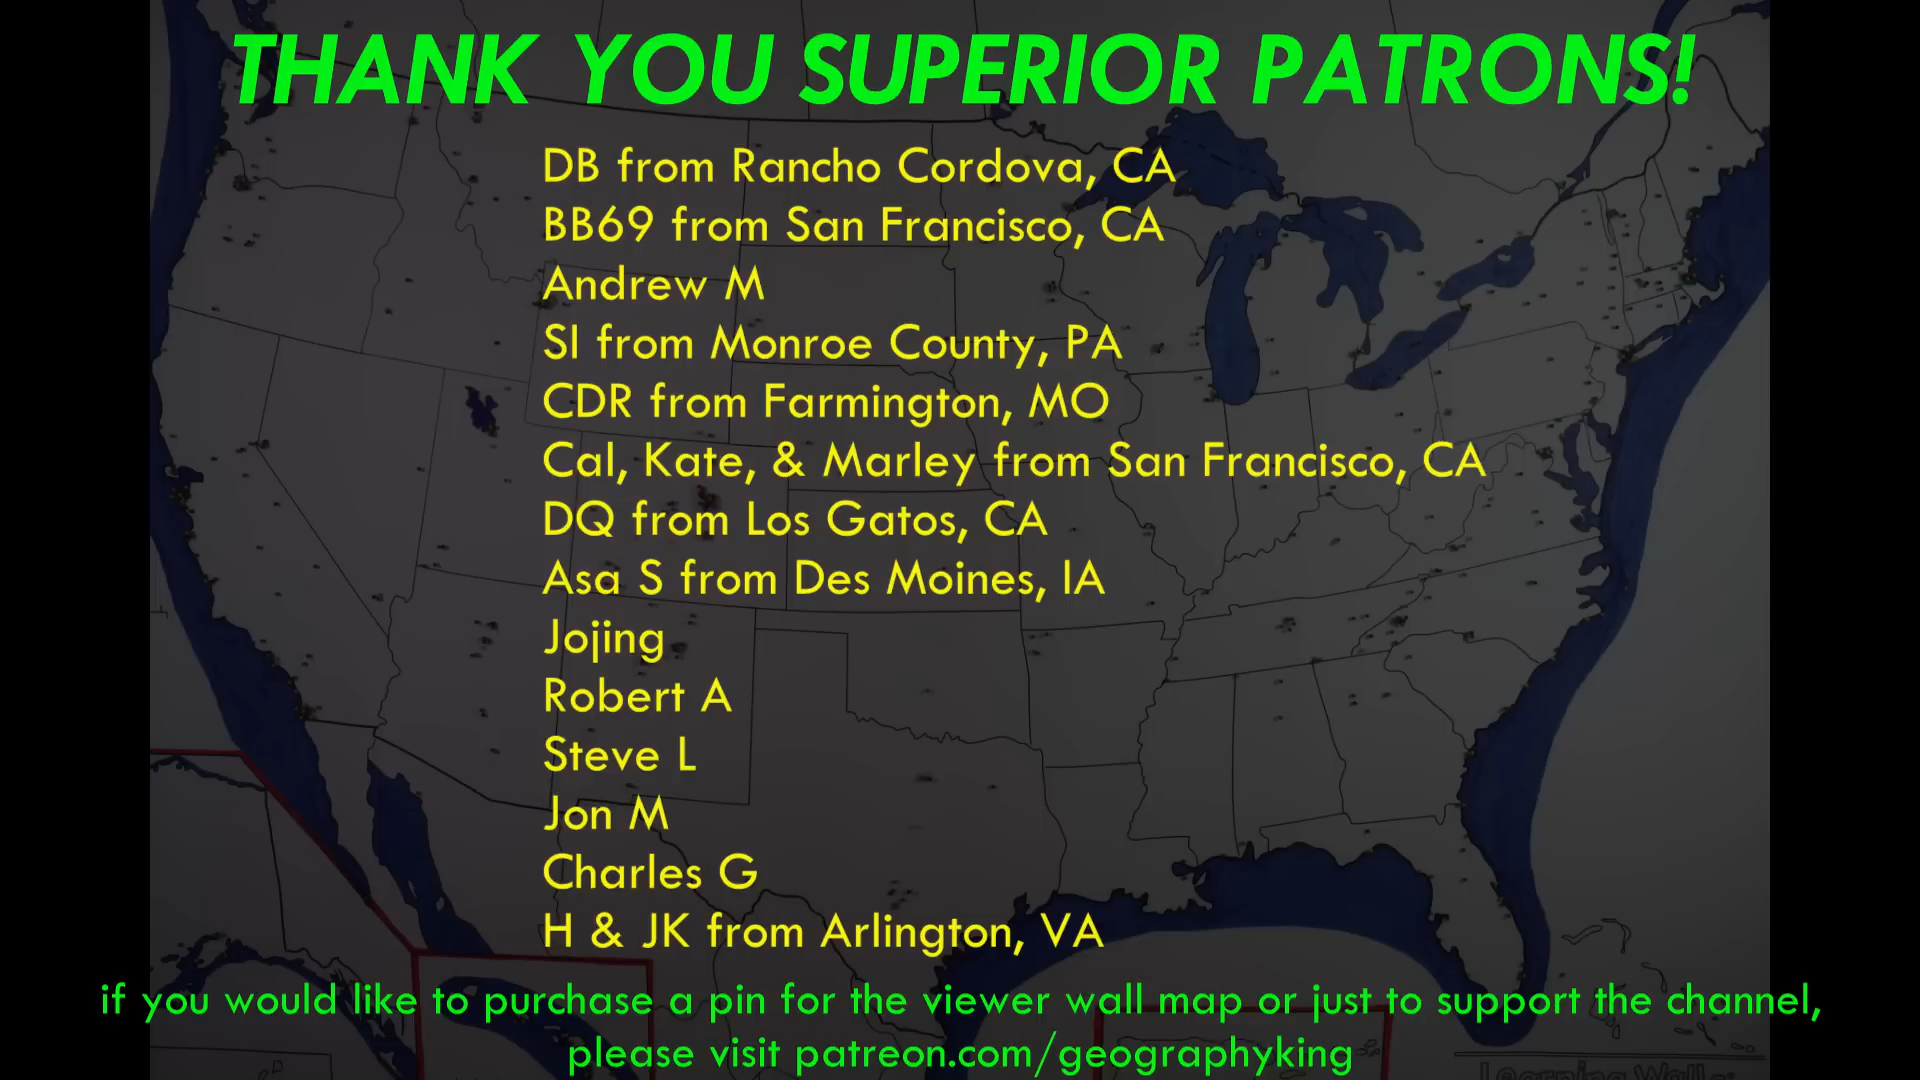 THANK YOU SUPERIOR PATRONS!
DB from Rancho Cordova, CA
BB69 from San Francisco, CA
Andrew M
SI from Monroe County, PA
CDR from Farmington, MO
Cal, Kate, & Marley from San Francisco, CA
DQ from Los Gatos, CA
Asa S from Des Moines, IA
Jojing
Robert A
Steve L
Jon M
Charles G
H & JK from Arlington, VA
if you would like to purchase a pin for the viewer wall map or just to support the channel,
please visit patreon.com/geographyking